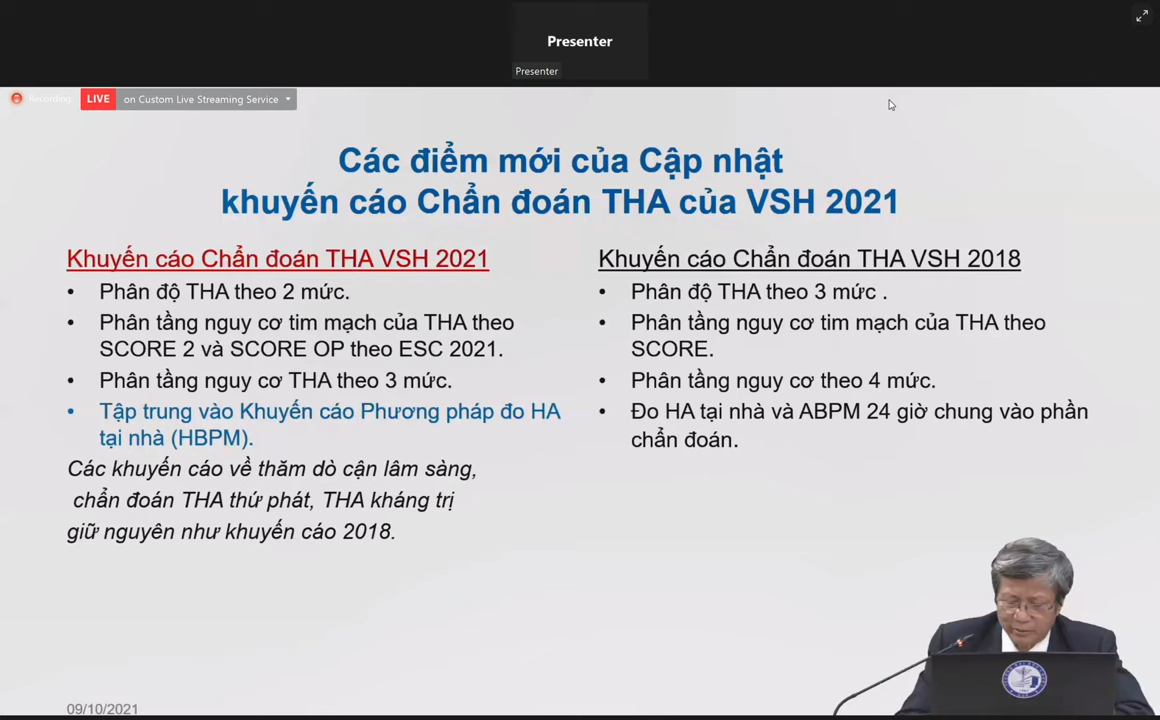 Presenter
Presenter
Recording
LIVE on Custom Live Streaming Service
Các điểm mới của Cập nhật
khuyến cáo Chẩn đoán THA của VSH 2021
Khuyến cáo Chẩn đoán THA VSH 2021
• Phân độ THA theo 2 mức.
• Phân tầng nguy cơ tim mạch của THA theo
SCORE 2 và SCORE OP theo ESC 2021.
• Phân tầng nguy cơ THA theo 3 mức.
• Tập trung vào Khuyến cáo Phương pháp đo HA
tại nhà (HBPM).
Các khuyến cáo về thăm dò cận lâm sàng,
chẩn đoán THA thứ phát, THA kháng trị
giữ nguyên như khuyến cáo 2018.
Khuyến cáo Chẩn đoán THA VSH 2018
• Phân độ THA theo 3 mức .
• Phân tầng nguy cơ tim mạch của THA theo
SCORE.
• Phân tầng nguy cơ theo 4 mức.
• Đo HA tại nhà và ABPM 24 giờ chung vào phần
chẩn đoán.
09/10/2021